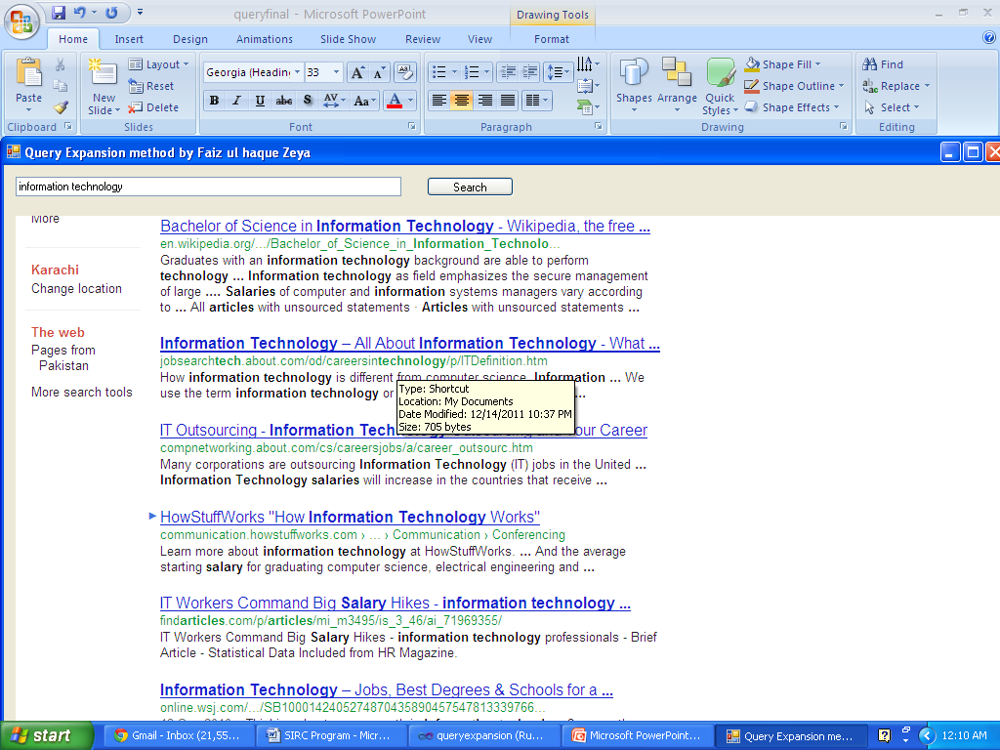 queryfinal - Microsoft PowerPoint
Drawing Tools
Home Insert Design Animations Slide Show Review View Format
Paste
Clipboard
New Slide
Layout
Reset
Delete
Slides
Georgia (Headin 33 A A Aa
B I U abc S AV Aa A
Font
Paragraph
Shapes Arrange Quick Styles
Shape Fill
Shape Outline
Shape Effects
Drawing
Find
Replace
Select
Editing
Query Expansion method by Faiz ul haque Zeya
information technology Search
More
Karachi
Change location
The web
Pages from
Pakistan
More search tools
Bachelor of Science in Information Technology - Wikipedia, the free ...
en.wikipedia.org/.../Bachelor_of_Science_in_Information_Technolo...
Graduates with an information technology background are able to perform
technology ... Information technology as field emphasizes the secure management
of large .... Salaries of computer and information systems managers vary according
to ... All articles with unsourced statements · Articles with unsourced statements ...
Information Technology – All About Information Technology - What ...
jobsearchtech.about.com/od/careersintechnology/p/ITDefinition.htm
How information technology is different from computer science. Information ... We
use the term information technology or ...
Type: Shortcut
Location: My Documents
Date Modified: 12/14/2011 10:37 PM
Size: 705 bytes
IT Outsourcing - Information Technology Outsourcing and Your Career
compnetworking.about.com/cs/careersjobs/a/career_outsourc.htm
Many corporations are outsourcing Information Technology (IT) jobs in the United ...
Information Technology salaries will increase in the countries that receive ...
HowStuffWorks "How Information Technology Works"
communication.howstuffworks.com › ... › Communication › Conferencing
Learn more about information technology at HowStuffWorks. ... And the average
starting salary for graduating computer science, electrical engineering and ...
IT Workers Command Big Salary Hikes - information technology ...
findarticles.com/p/articles/mi_m3495/is_3_46/ai_71969355/
IT Workers Command Big Salary Hikes - information technology professionals - Brief
Article - Statistical Data Included from HR Magazine.
Information Technology – Jobs, Best Degrees & Schools for a ...
online.wsj.com/.../SB10001424052748704358904575478133397​66...
start
Gmail - Inbox (21,55...
SIRC Program - Micr...
queryexpansion (Ru...
Microsoft PowerPoint...
Query Expansion me...
12:10 AM